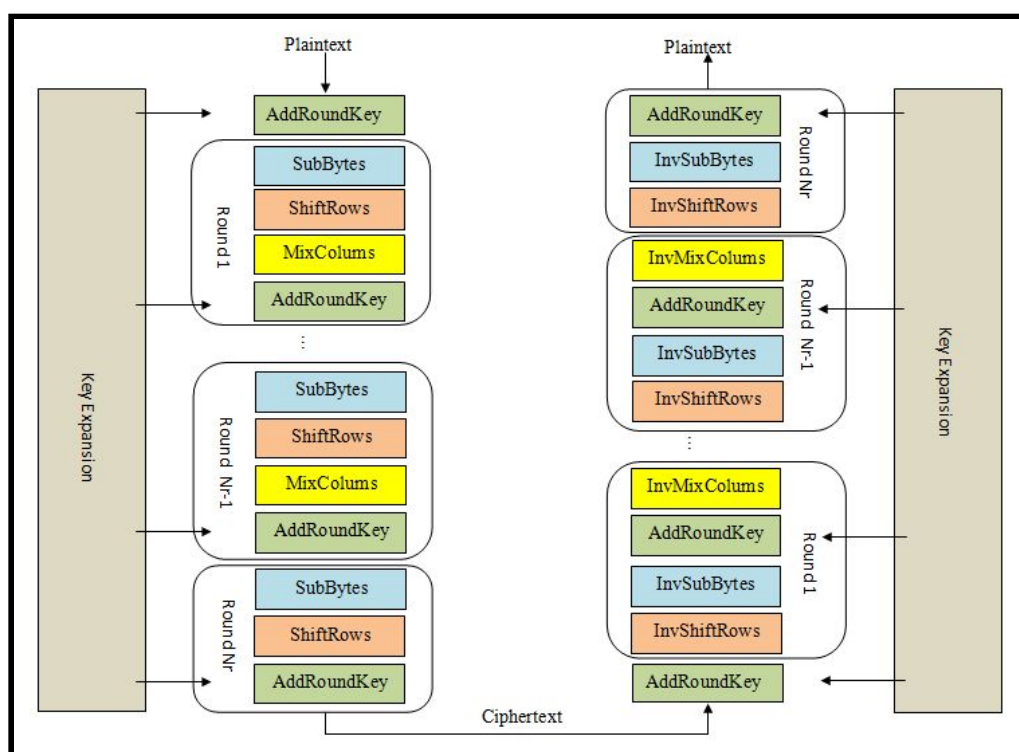 Plaintext
AddRoundKey
SubBytes
ShiftRows
MixColums
AddRoundKey
Round 1
...
SubBytes
ShiftRows
MixColums
AddRoundKey
Round Nr-1
SubBytes
ShiftRows
AddRoundKey
Round Nr
Key Expansion
Ciphertext
Plaintext
AddRoundKey
InvSubBytes
InvShiftRows
Round Nr
InvMixColums
AddRoundKey
InvSubBytes
InvShiftRows
Round Nr-1
...
InvMixColums
AddRoundKey
InvSubBytes
InvShiftRows
Round 1
AddRoundKey
Key Expansion